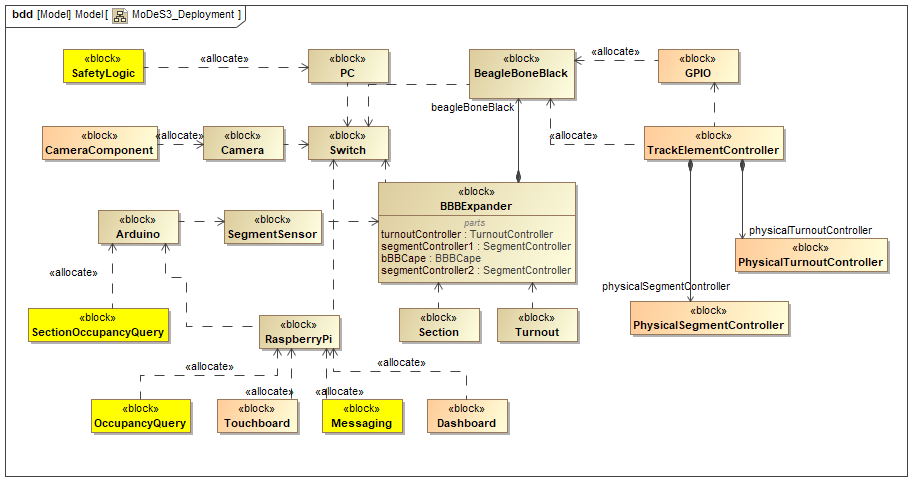 bdd [Model] Model [ MoDeS3_Deployment ]
«block»
SafetyLogic
«allocate»
«block»
PC
«block»
BeagleBoneBlack
«allocate»
«block»
GPIO
beagleBoneBlack
«block»
CameraComponent
«allocate»
«block»
Camera
«block»
Switch
«allocate»
«block»
TrackElementController
«block»
BBBExpander
parts
turnoutController : TurnoutController
segmentController1 : SegmentController
bBBCape : BBBCape
segmentController2 : SegmentController
«block»
Arduino
«block»
SegmentSensor
physicalTurnoutController
«block»
PhysicalTurnoutController
«allocate»
physicalSegmentController
«block»
PhysicalSegmentController
«block»
SectionOccupancyQuery
«block»
RaspberryPi
«block»
Section
«block»
Turnout
«allocate»
«allocate»
«allocate»
«allocate»
«block»
OccupancyQuery
«block»
Touchboard
«block»
Messaging
«block»
Dashboard